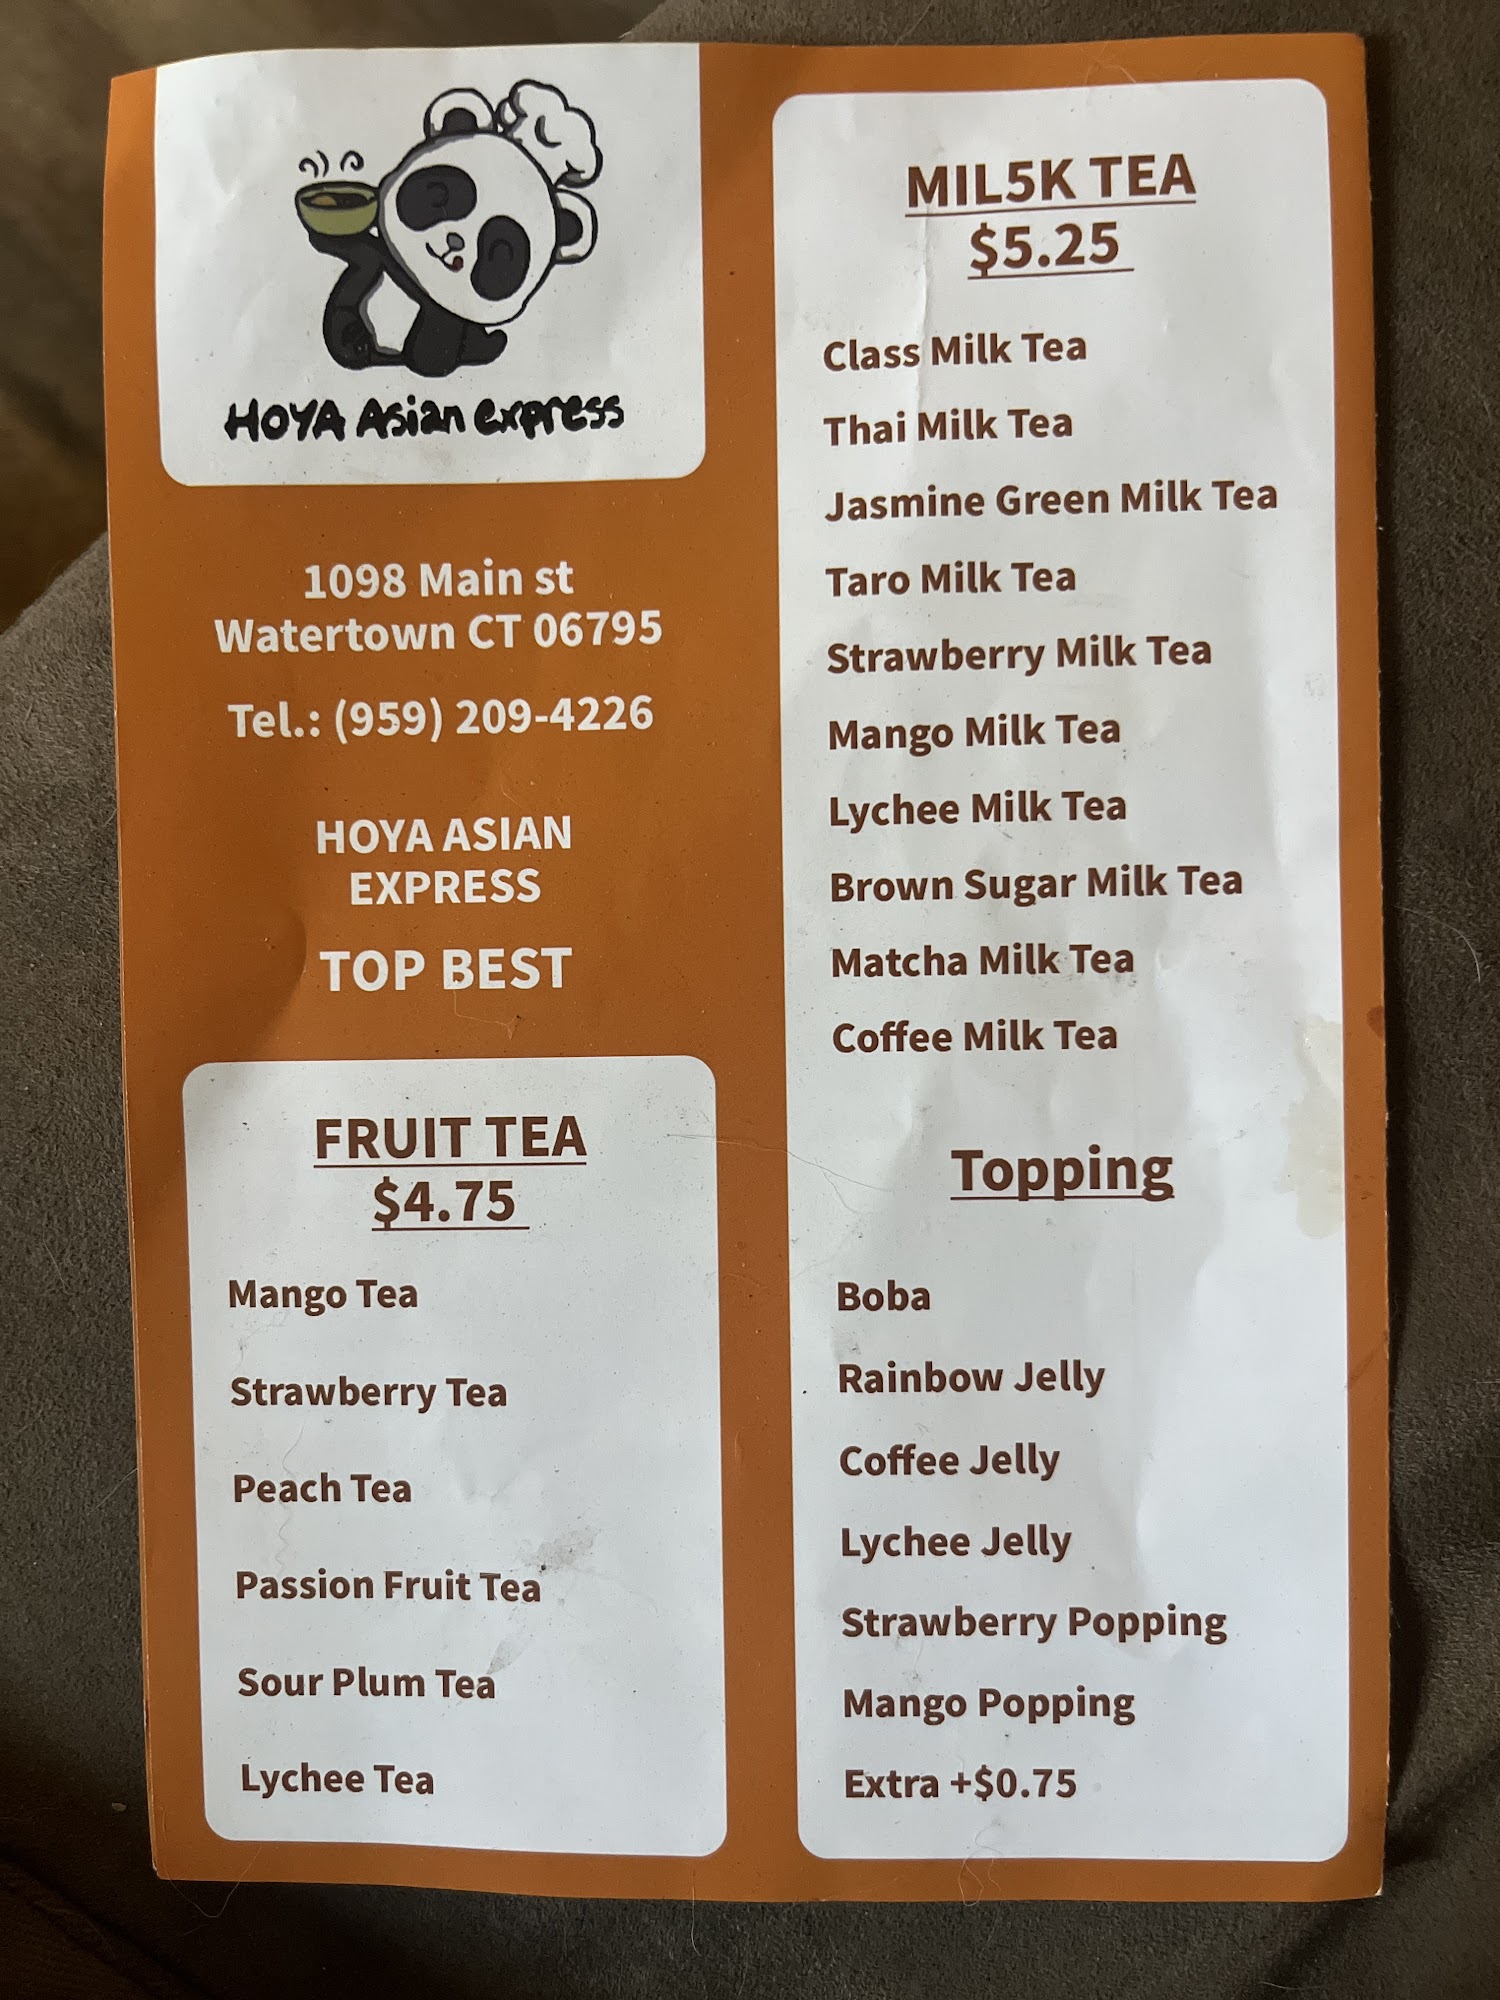 HOYA Asian express
1098 Main st
Watertown CT 06795
Tel.: (959) 209-4226
HOYA ASIAN
EXPRESS
TOP BEST
FRUIT TEA
$4.75
Mango Tea
Strawberry Tea
Peach Tea
Passion Fruit Tea
Sour Plum Tea
Lychee Tea
MIL5K TEA
$5.25
Class Milk Tea
Thai Milk Tea
Jasmine Green Milk Tea
Taro Milk Tea
Strawberry Milk Tea
Mango Milk Tea
Lychee Milk Tea
Brown Sugar Milk Tea
Matcha Milk Tea
Coffee Milk Tea
Topping
Boba
Rainbow Jelly
Coffee Jelly
Lychee Jelly
Strawberry Popping
Mango Popping
Extra +$0.75